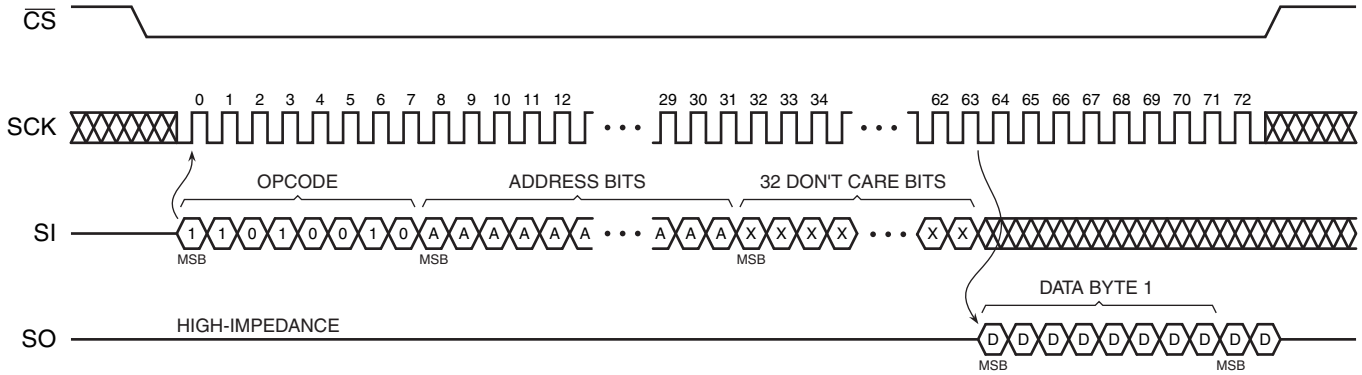 CS
SCK 0 1 2 3 4 5 6 7 8 9 10 11 12 29 30 31 32 33 34 62 63 64 65 66 67 68 69 70 71 72
OPCODE ADDRESS BITS 32 DON'T CARE BITS
SI 1 1 0 1 0 0 1 0 A A A A A A A A A X X X X X X
MSB MSB MSB
DATA BYTE 1
HIGH-IMPEDANCE
SO D D D D D D D D D D
MSB MSB